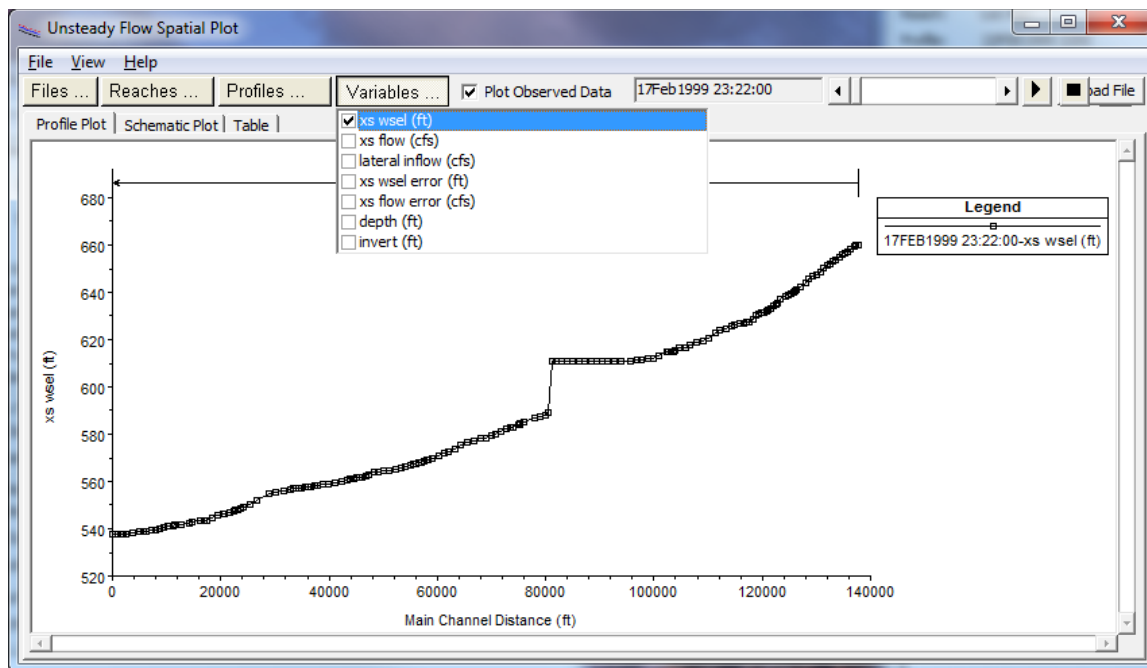 Unsteady Flow Spatial Plot
File View Help
Files ... Reaches ... Profiles ... Variables ... Plot Observed Data 17Feb1999 23:22:00 oad File
Profile Plot Schematic Plot Table
xs wsel (ft)
xs flow (cfs)
lateral inflow (cfs)
xs wsel error (ft)
xs flow error (cfs)
depth (ft)
invert (ft)
Legend
17FEB1999 23:22:00-xs wsel (ft)
680
660
640
620
600
580
560
540
520
xs wsel (ft)
0 20000 40000 60000 80000 100000 120000 140000
Main Channel Distance (ft)